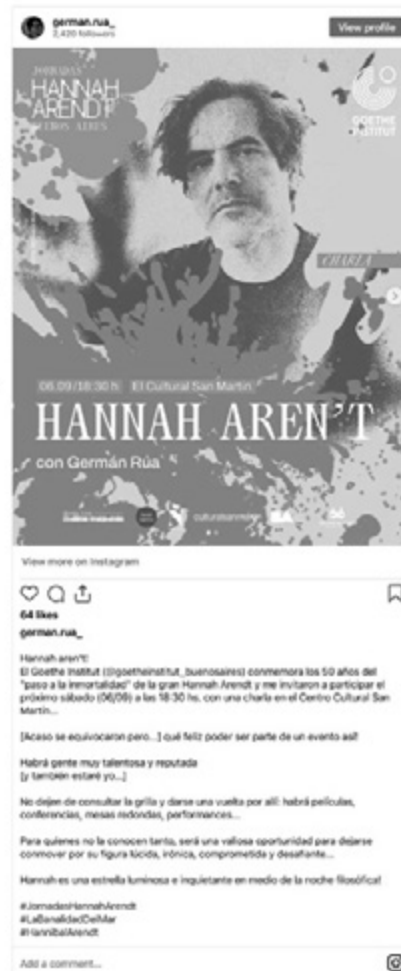 german.rua_
2,420 followers
View profile
JORNADAS
HANNAH
ARENDT
BUENOS AIRES
GOETHE
INSTITUT
CHARLA
06.09/18:30 h El Cultural San Martín
HANNAH AREN'T
con Germán Rúa
View more on Instagram
64 likes
german.rua_
Hannah aren't!
El Goethe Institut (@goetheinstitut_buenosaires) conmemora los 50 años del
"paso a la inmortalidad" de la gran Hannah Arendt y me invitaron a participar el
próximo sábado (06/09) a las 18:30 hs. con una charla en el Centro Cultural San
Martín...
[Acaso se equivocaron pero...] qué feliz poder ser parte de un evento así!
Habrá gente muy talentosa y reputada
[y también estaré yo...]
No dejen de consultar la grilla y darse una vuelta por allí: habrá películas,
conferencias, mesas redondas, performances...
Para quienes no la conocen tanto, será una valiosa oportunidad para dejarse
conmover por su figura lúcida, irónica, comprometida y desafiante...
Hannah es una estrella luminosa e inquietante en medio de la noche filosófica!
#JornadasHannahArendt
#LaBanalidadDelMar
#HannibalArendt
Add a comment...